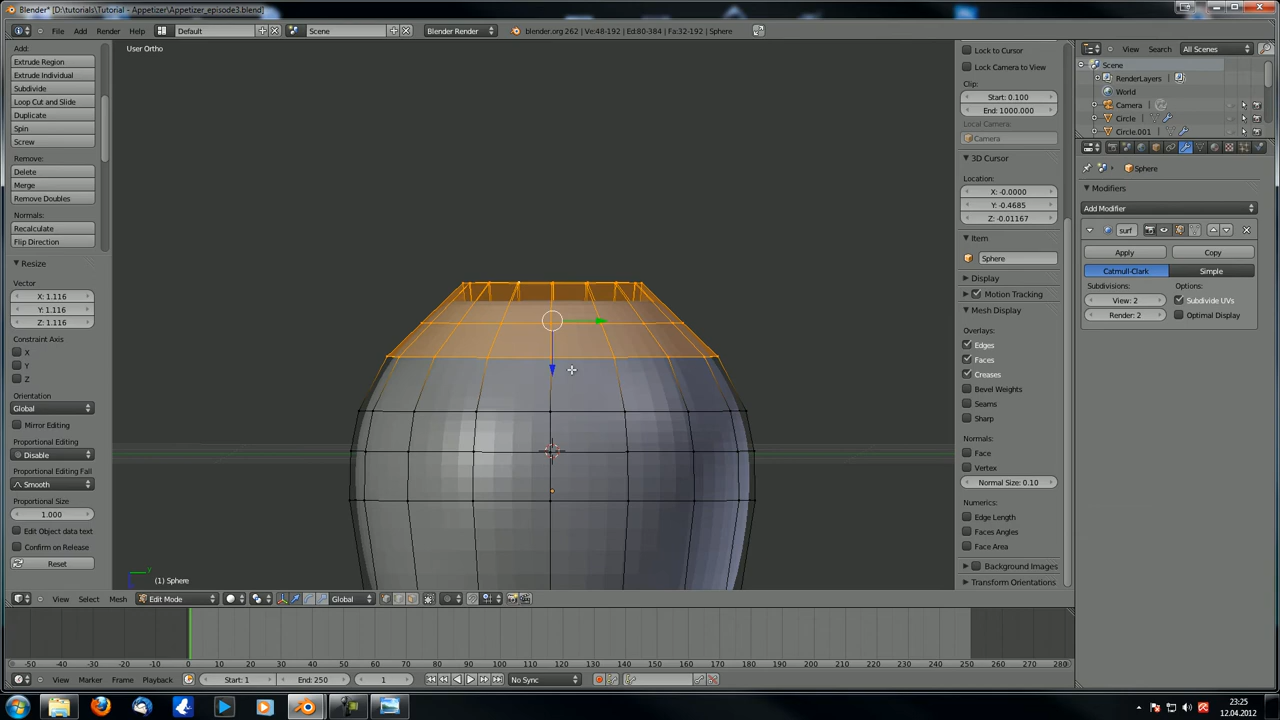 Blender* [D:\tutorials\Tutorial - Appetizer\Appetizer_episode3.blend]
File Add Render Help Default Scene Blender Render blender.org 262 | Ve:48-192 | Ed:80-384 | Fa:32-192 | Sphere
View Search All Scenes
Add:
Extrude Region
Extrude Individual
Subdivide
Loop Cut and Slide
Duplicate
Spin
Screw
Remove:
Delete
Merge
Remove Doubles
Normals:
Recalculate
Flip Direction
Resize
Vector
X: 1.116
Y: 1.116
Z: 1.116
Constraint Axis
X
Y
Z
Orientation
Global
Mirror Editing
Proportional Editing
Disable
Proportional Editing Fall
Smooth
Proportional Size
1.000
Edit Object data text
Confirm on Release
Reset
User Ortho
(1) Sphere
View Select Mesh Edit Mode Global
Lock to Cursor
Lock Camera to View
Clip:
Start: 0.100
End: 1000.000
Local Camera:
Camera
3D Cursor
Location:
X: -0.0000
Y: -0.4685
Z: -0.01167
Item
Sphere
Display
Motion Tracking
Mesh Display
Overlays:
Edges
Faces
Creases
Bevel Weights
Seams
Sharp
Normals:
Face
Vertex
Normal Size: 0.10
Numerics:
Edge Length
Faces Angles
Face Area
Background Images
Transform Orientations
Scene
RenderLayers
World
Camera
Circle
Circle.001
Sphere
Modifiers
Add Modifier
surf
Apply Copy
Catmull-Clark Simple
Subdivisions: Options:
View: 2 Subdivide UVs
Render: 2 Optimal Display
-50 -40 -30 -20 -10 0 10 20 30 40 50 60 70 80 90 100 110 120 130 140 150 160 170 180 190 200 210 220 230 240 250 260 270 280
View Marker Frame Playback Start: 1 End: 250 1 No Sync
23:25
12.04.2012